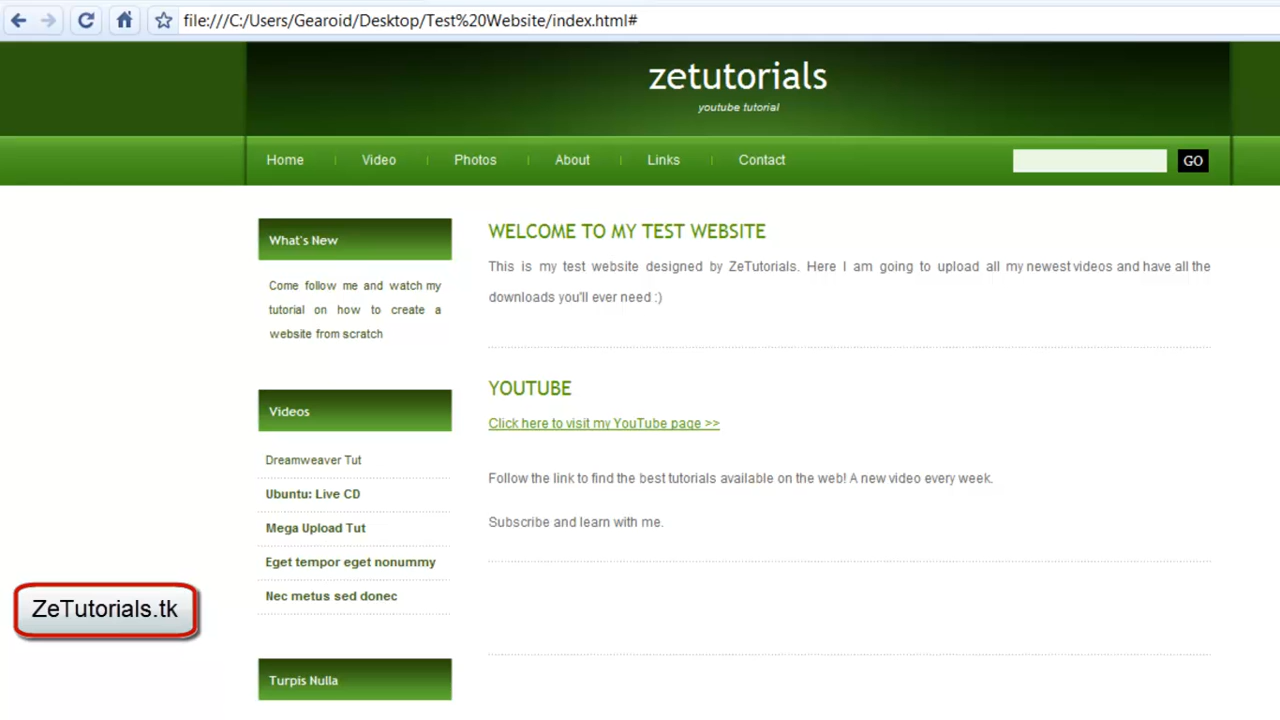 file:///C:/Users/Gearoid/Desktop/Test%20Website/index.html#
zetutorials
youtube tutorial
Home Video Photos About Links Contact GO
What's New
Come follow me and watch my
tutorial on how to create a
website from scratch
WELCOME TO MY TEST WEBSITE
This is my test website designed by ZeTutorials. Here I am going to upload all my newest videos and have all the
downloads you'll ever need :)
Videos
Dreamweaver Tut
Ubuntu: Live CD
Mega Upload Tut
Eget tempor eget nonummy
Nec metus sed donec
YOUTUBE
Click here to visit my YouTube page >>
Follow the link to find the best tutorials available on the web! A new video every week.
Subscribe and learn with me.
ZeTutorials.tk
Turpis Nulla